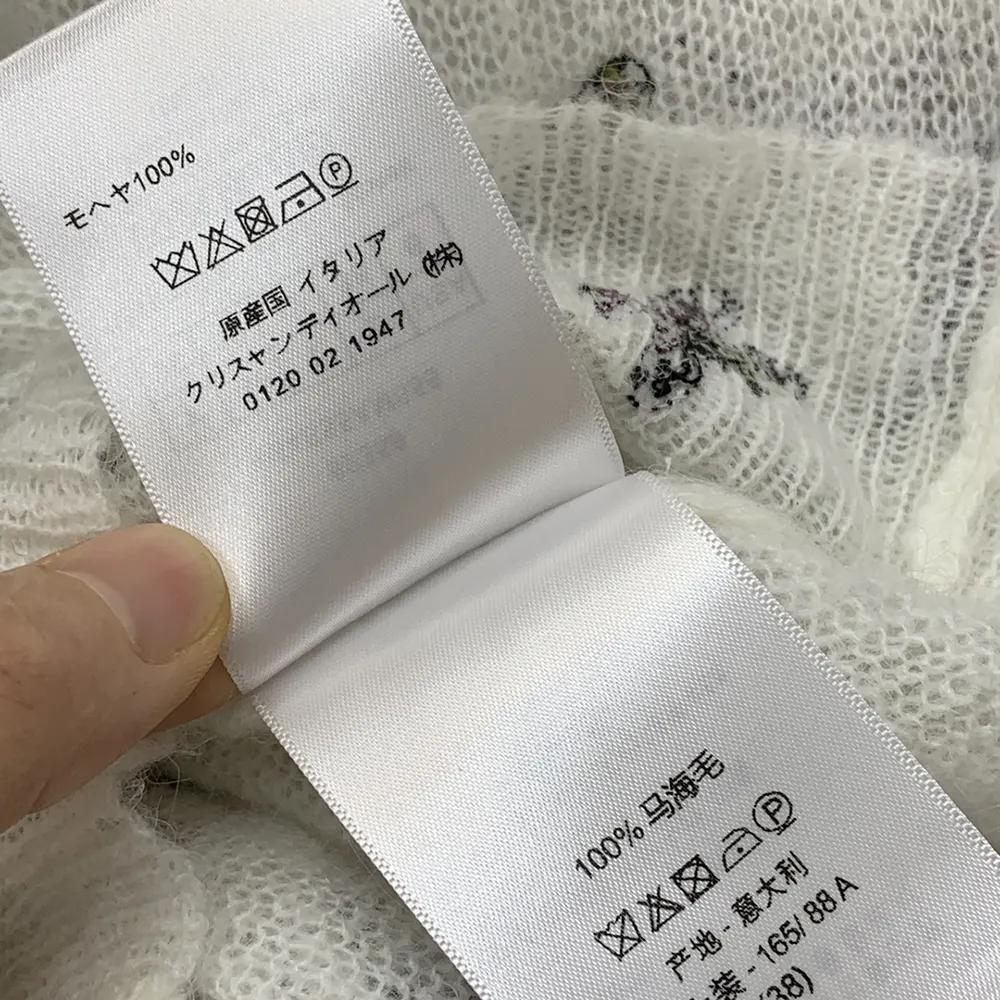 モヘヤ100%
原産国 イタリア
クリスャンディオール (株)
0120 02 1947
100% 马海毛
产地 - 意大利
装 - 165/ 88 A
(38)